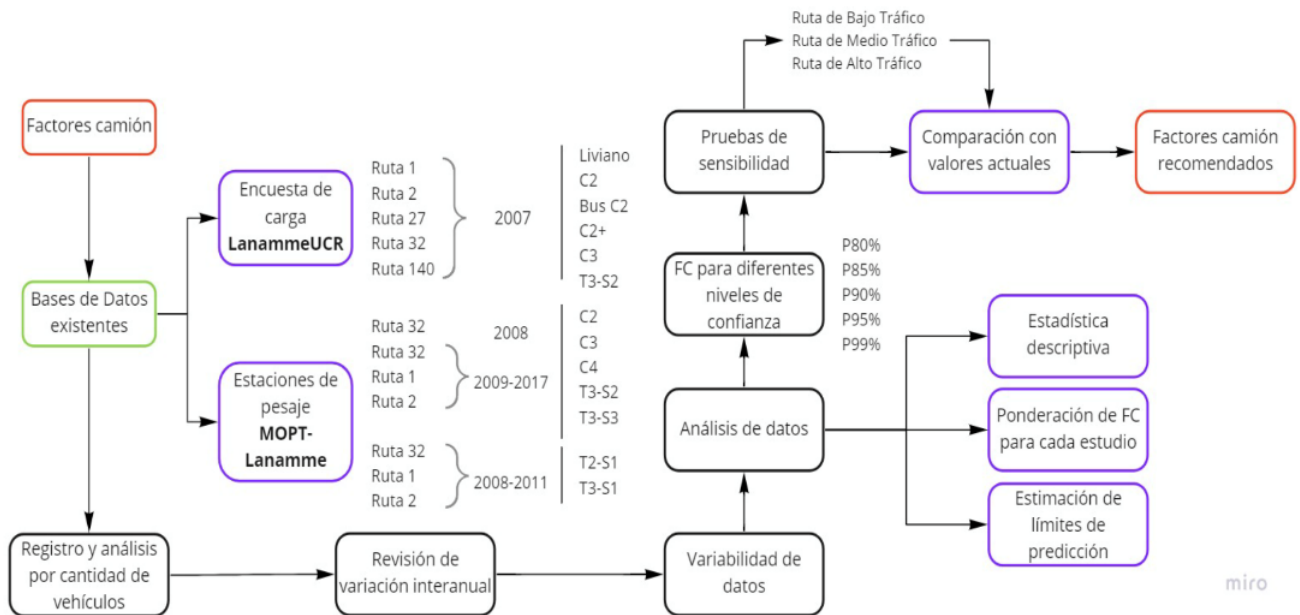 Factores camión
Bases de Datos
existentes
Encuesta de
carga
LanammeUCR
Ruta 1
Ruta 2
Ruta 27
Ruta 32
Ruta 140
2007
Liviano
C2
Bus C2
C2+
C3
T3-S2
Estaciones de
pesaje
MOPT-
Lanamme
Ruta 32
2008
Ruta 32
Ruta 1
Ruta 2
2009-2017
C2
C3
C4
T3-S2
T3-S3
Ruta 32
Ruta 1
Ruta 2
2008-2011
T2-S1
T3-S1
Registro y análisis
por cantidad de
vehículos
Revisión de
variación interanual
Variabilidad de
datos
Análisis de datos
Estadística
descriptiva
Ponderación de FC
para cada estudio
Estimación de
límites de
predicción
FC para diferentes
niveles de
confianza
P80%
P85%
P90%
P95%
P99%
Pruebas de
sensibilidad
Ruta de Bajo Tráfico
Ruta de Medio Tráfico
Ruta de Alto Tráfico
Comparación con
valores actuales
Factores camión
recomendados
miro